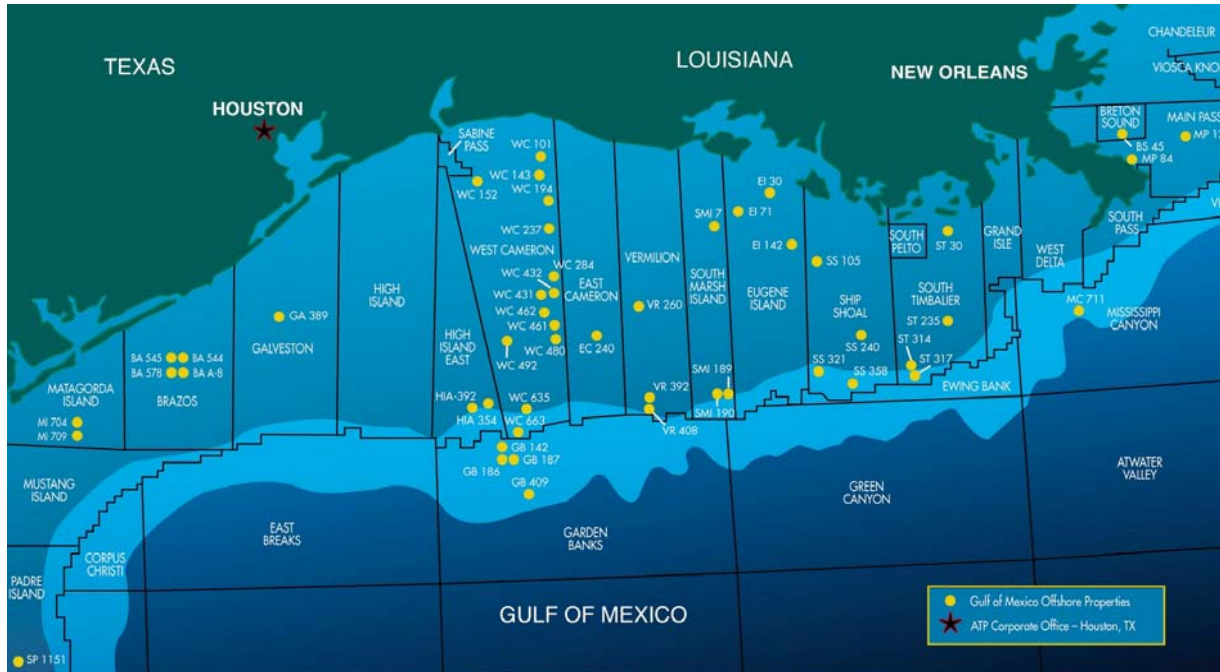 TEXAS
LOUISIANA
NEW ORLEANS
HOUSTON
CHANDELEUR
VIOSCA KNO
BRETON
SOUND
MAIN PASS
MP 1
BS 45
MP 84
SABINE
PASS
WC 101
WC 143
WC 152
WC 194
WC 237
WEST CAMERON
WC 284
WC 432
WC 431
WC 462
WC 461
WC 480
WC 492
EAST
CAMERON
EC 240
VERMILION
VR 260
VR 392
VR 408
SMI 7
SOUTH
MARSH
ISLAND
SMI 189
SMI 190
EI 30
EI 71
EI 142
EUGENE
ISLAND
SS 105
SHIP
SHOAL
SS 240
SS 321
SS 358
SOUTH
PELTO
ST 30
SOUTH
TIMBALIER
ST 235
ST 314
ST 317
GRAND
ISLE
WEST
DELTA
SOUTH
PASS
MC 711
MISSISSIPPI
CANYON
EWING BANK
HIGH
ISLAND
HIGH
ISLAND
EAST
HIA-392
HIA 354
WC 635
WC 663
GB 142
GB 186
GB 187
GB 409
GA 389
GALVESTON
BA 545
BA 544
BA 578
BA A-8
BRAZOS
MATAGORDA
ISLAND
MI 704
MI 709
MUSTANG
ISLAND
CORPUS
CHRISTI
PADRE
ISLAND
SP 1151
EAST
BREAKS
GARDEN
BANKS
GREEN
CANYON
ATWATER
VALLEY
GULF OF MEXICO
Gulf of Mexico Offshore Properties
ATP Corporate Office – Houston, TX